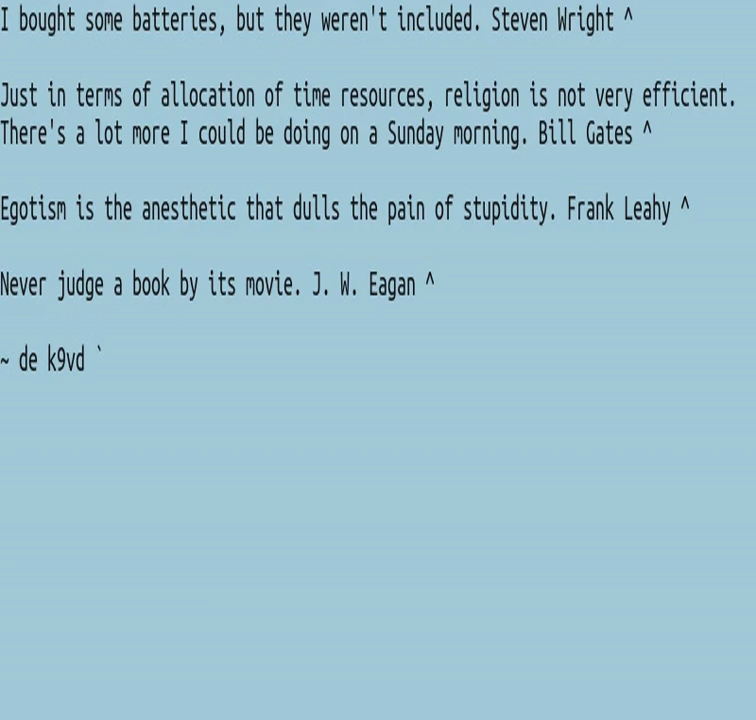 I bought some batteries, but they weren't included. Steven Wright ^
Just in terms of allocation of time resources, religion is not very efficient.
There's a lot more I could be doing on a Sunday morning. Bill Gates ^
Egotism is the anesthetic that dulls the pain of stupidity. Frank Leahy ^
Never judge a book by its movie. J. W. Eagan ^
~ de k9vd `